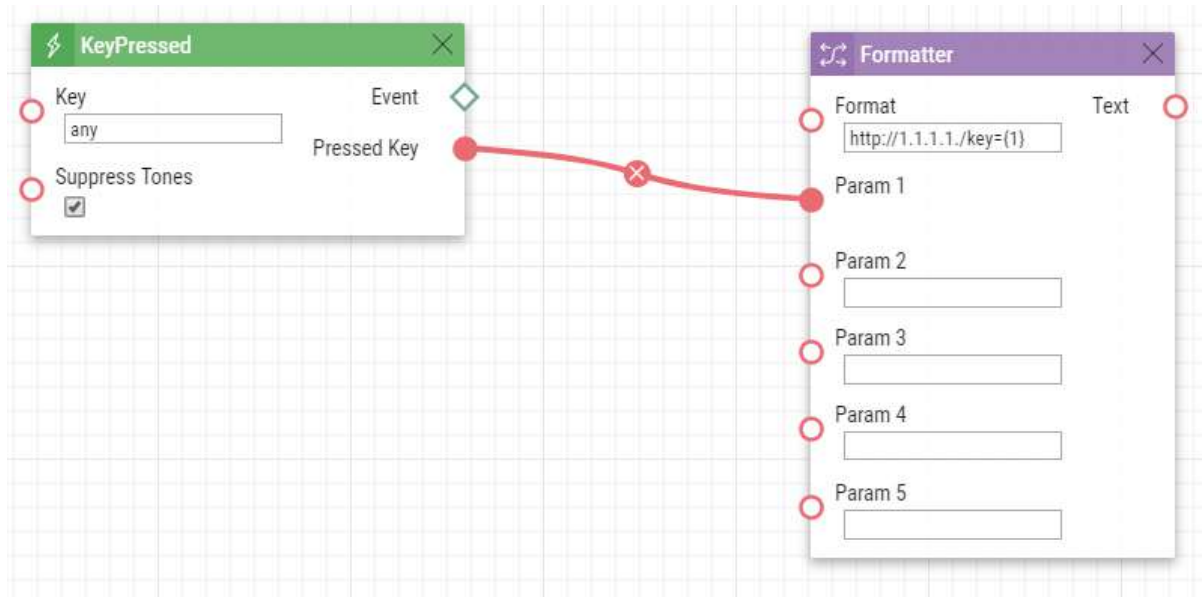 KeyPressed
Key
any
Event
Pressed Key
Suppress Tones
Formatter
Format
http://1.1.1.1./key={1}
Text
Param 1
Param 2
Param 3
Param 4
Param 5